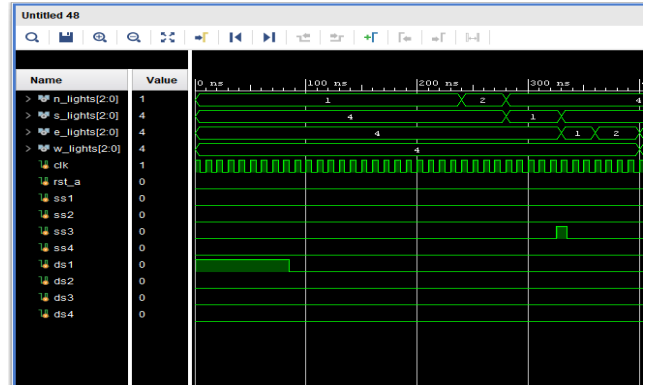 Untitled 48
Name Value 0 ns 100 ns 200 ns 300 ns
> n_lights[2:0] 1 1 2 4
> s_lights[2:0] 4 4 1
> e_lights[2:0] 4 4 1 2
> w_lights[2:0] 4 4
clk 1
rst_a 0
ss1 0
ss2 0
ss3 0
ss4 0
ds1 0
ds2 0
ds3 0
ds4 0